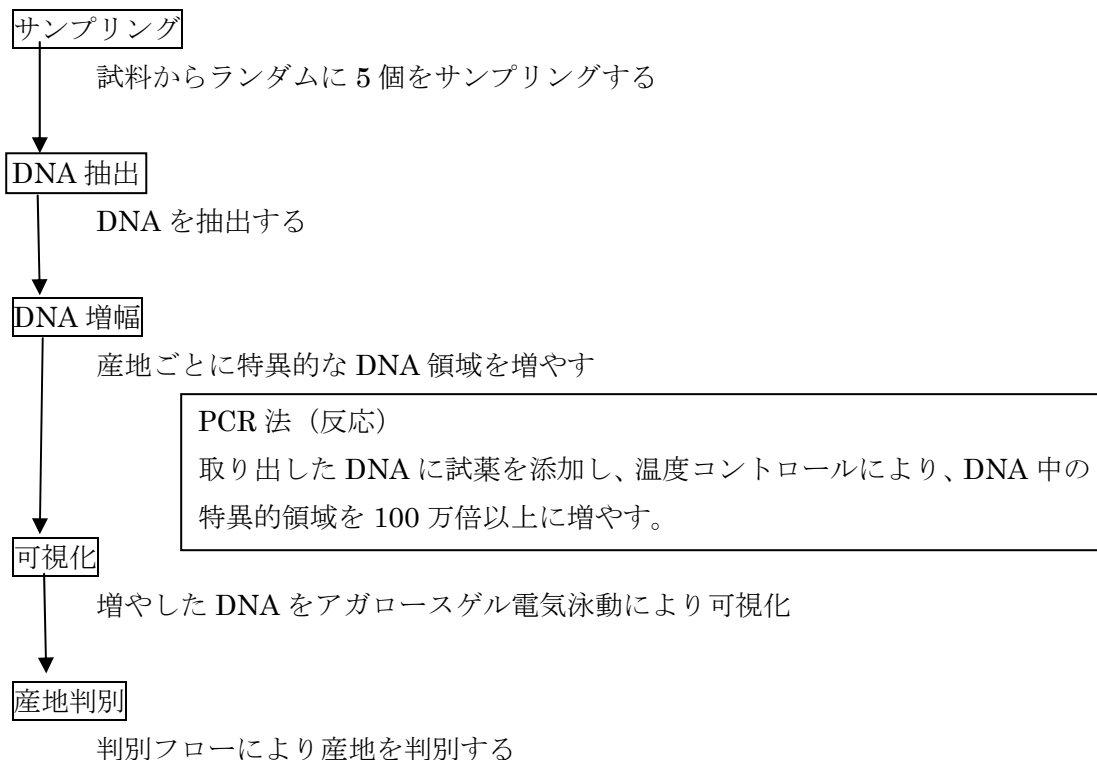 サンプリング
試料からランダムに 5 個をサンプリングする
DNA 抽出
DNA を抽出する
DNA 増幅
産地ごとに特異的な DNA 領域を増やす
PCR 法（反応）
取り出した DNA に試薬を添加し、温度コントロールにより、DNA 中の
特異的領域を 100 万倍以上に増やす。
可視化
増やした DNA をアガロースゲル電気泳動により可視化
産地判別
判別フローにより産地を判別する